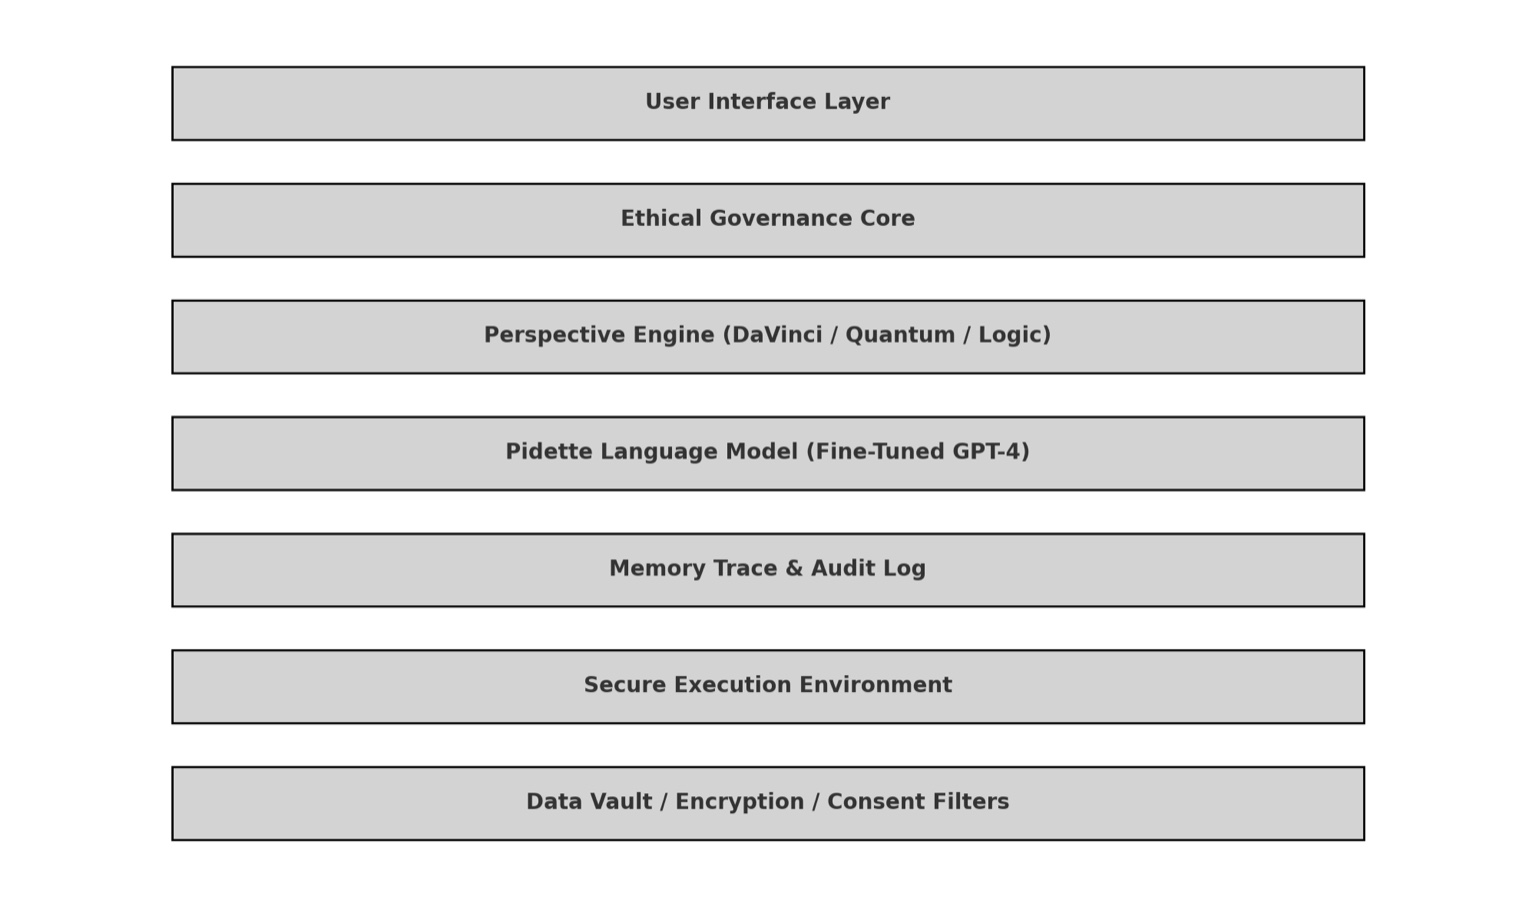 User Interface Layer
Ethical Governance Core
Perspective Engine (DaVinci / Quantum / Logic)
Pidette Language Model (Fine-Tuned GPT-4)
Memory Trace & Audit Log
Secure Execution Environment
Data Vault / Encryption / Consent Filters